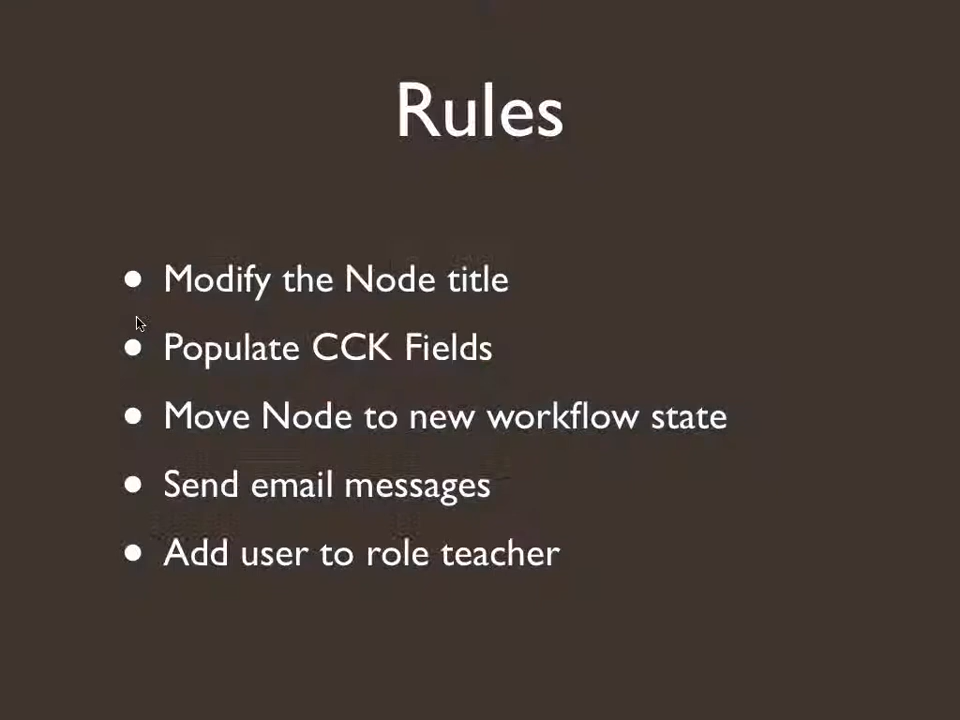 Rules
• Modify the Node title
• Populate CCK Fields
• Move Node to new workflow state
• Send email messages
• Add user to role teacher